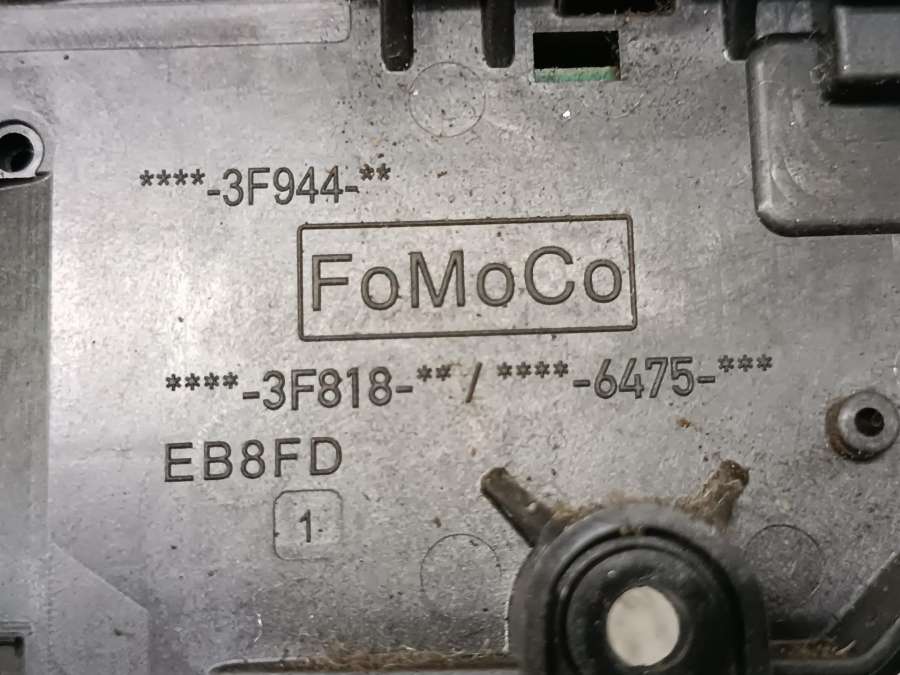 ****-3F944-**
FoMoCo
****-3F818-** / ****-6475-***
EB8FD
1